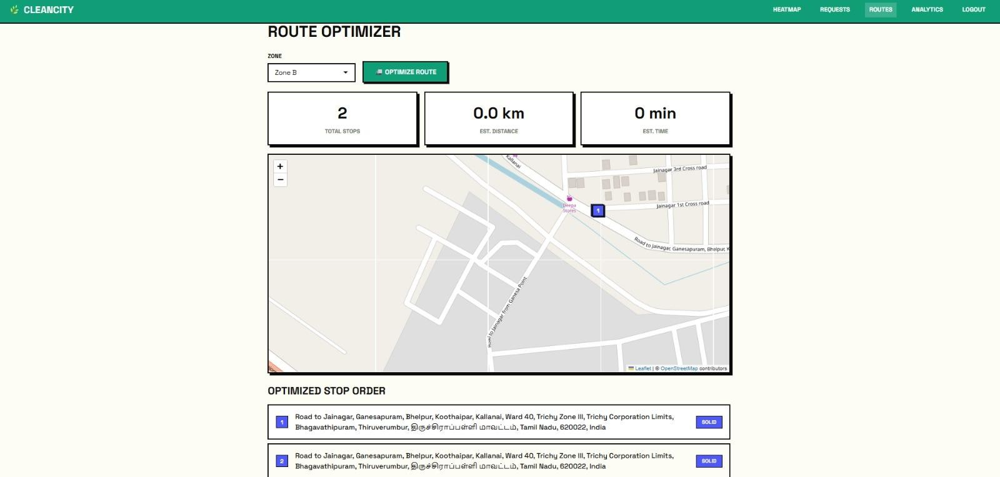 CLEANCITY
HEATMAP
REQUESTS
ROUTES
ANALYTICS
LOGOUT
ROUTE OPTIMIZER
ZONE
Zone B
OPTIMIZE ROUTE
2
TOTAL STOPS
0.0 km
EST. DISTANCE
0 min
EST. TIME
+
−
Kallanai
Jainagar 3rd Cross road
Deepa
Stores
1
Jainagar 1st Cross road
Road to Jainagar, Ganesapuram, Bhelpur, K
Road to Jainagar from Ganesa Point
Leaflet | © OpenStreetMap contributors
OPTIMIZED STOP ORDER
1
Road to Jainagar, Ganesapuram, Bhelpur, Koothaipar, Kallanai, Ward 40, Trichy Zone III, Trichy Corporation Limits,
Bhagavathipuram, Thiruverumbur, திருச்சிராப்பள்ளி மாவட்டம், Tamil Nadu, 620022, India
SOLID
2
Road to Jainagar, Ganesapuram, Bhelpur, Koothaipar, Kallanai, Ward 40, Trichy Zone III, Trichy Corporation Limits,
Bhagavathipuram, Thiruverumbur, திருச்சிராப்பள்ளி மாவட்டம், Tamil Nadu, 620022, India
SOLID